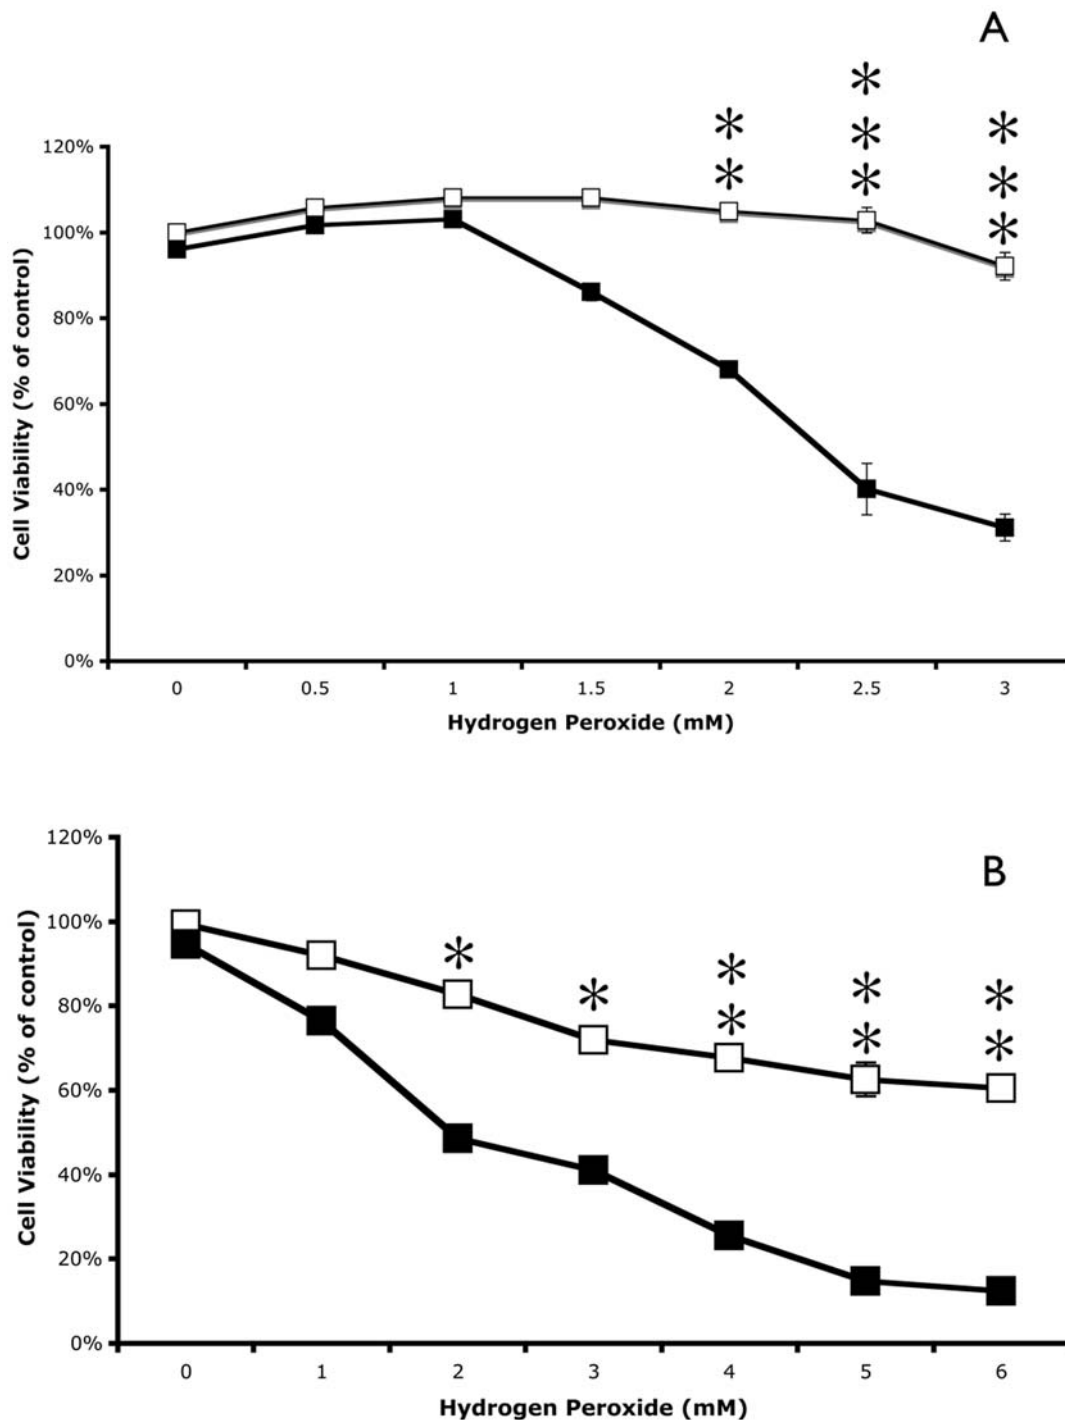 A
* * *
* * *
* *
120%
100%
80%
60%
40%
20%
0%
Cell Viability (% of control)
0 0.5 1 1.5 2 2.5 3
Hydrogen Peroxide (mM)
B
* * * * *
* * *
120%
100%
80%
60%
40%
20%
0%
Cell Viability (% of control)
0 1 2 3 4 5 6
Hydrogen Peroxide (mM)